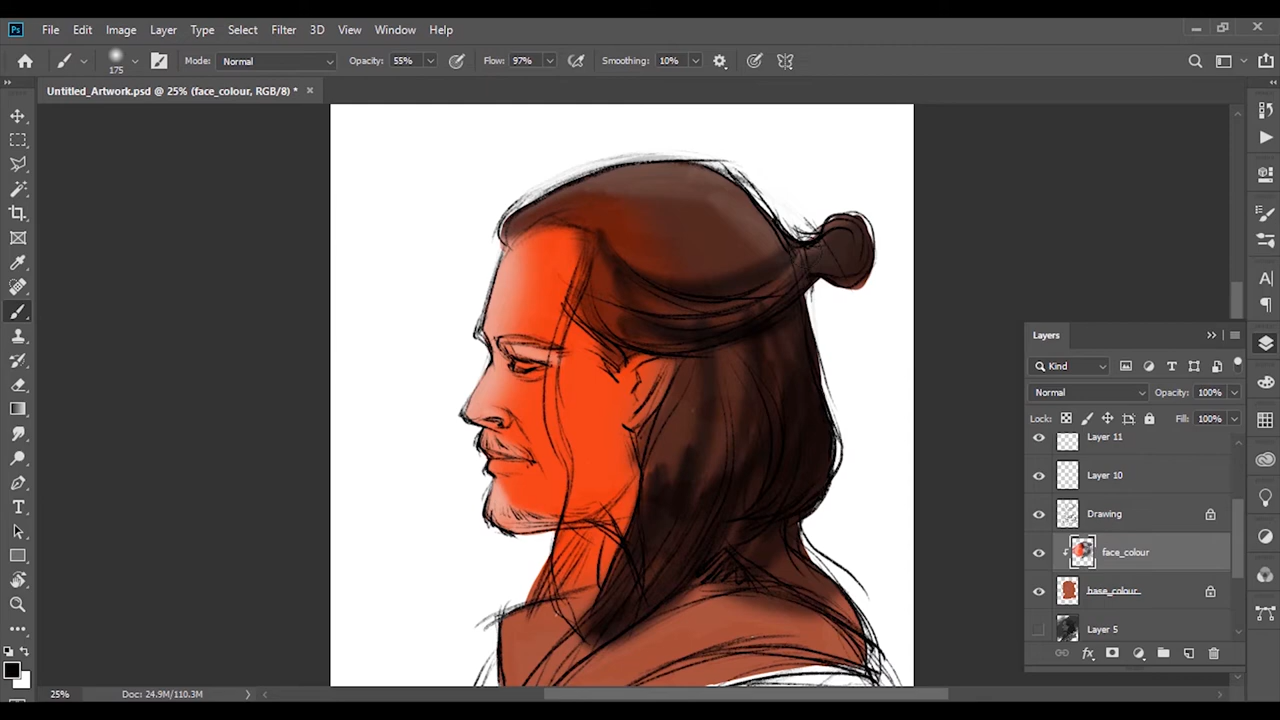 Ps File Edit Image Layer Type Select Filter 3D View Window Help
175 Mode: Normal Opacity: 55% Flow: 97% Smoothing: 10%
Untitled_Artwork.psd @ 25% (face_colour, RGB/8) *
Layers
Kind
Normal Opacity: 100%
Lock: Fill: 100%
Layer 11
Layer 10
Drawing
face_colour
base_colour
Layer 5
25% Doc: 24.9M/110.3M